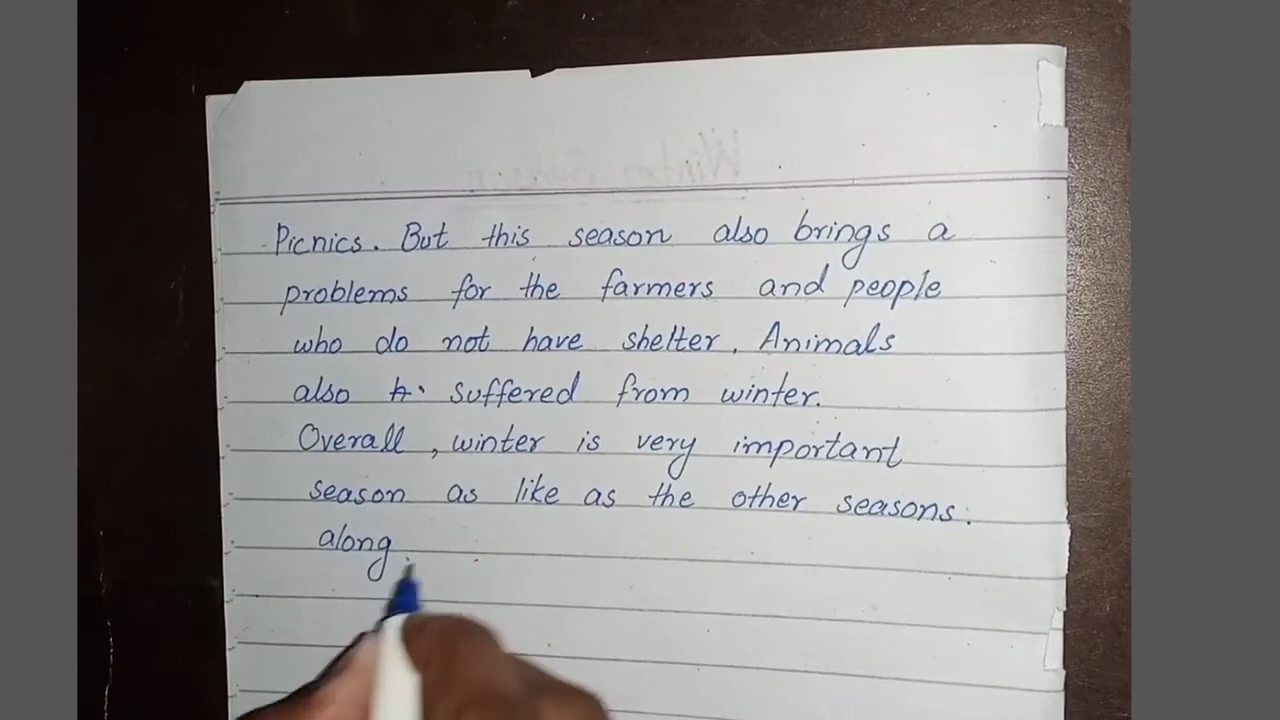 Picnics. But this season also brings a
problems for the farmers and people
who do not have shelter. Animals
also suffered from winter.
Overall, winter is very important
season as like as the other seasons.
along